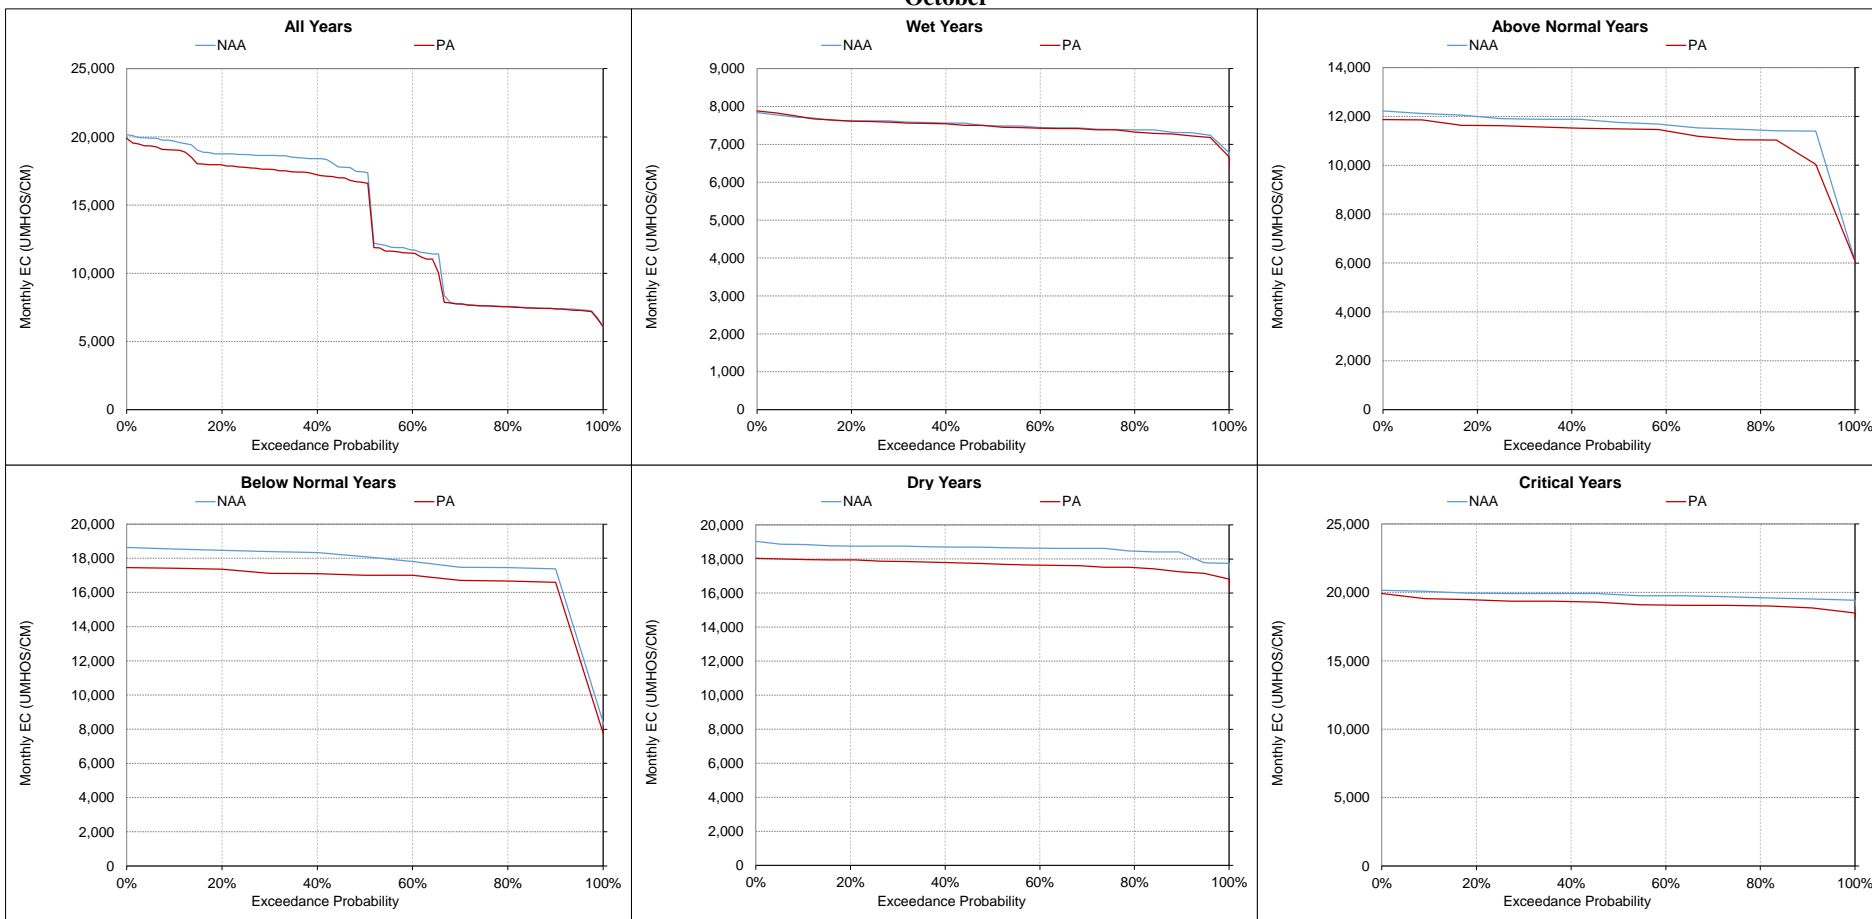 October
All Years
NAA PA
25,000
20,000
15,000
10,000
5,000
0
0% 20% 40% 60% 80% 100%
Monthly EC (UMHOS/CM)
Exceedance Probability
Wet Years
NAA PA
9,000
8,000
7,000
6,000
5,000
4,000
3,000
2,000
1,000
0
0% 20% 40% 60% 80% 100%
Monthly EC (UMHOS/CM)
Exceedance Probability
Above Normal Years
NAA PA
14,000
12,000
10,000
8,000
6,000
4,000
2,000
0
0% 20% 40% 60% 80% 100%
Monthly EC (UMHOS/CM)
Exceedance Probability
Below Normal Years
NAA PA
20,000
18,000
16,000
14,000
12,000
10,000
8,000
6,000
4,000
2,000
0
0% 20% 40% 60% 80% 100%
Monthly EC (UMHOS/CM)
Exceedance Probability
Dry Years
NAA PA
20,000
18,000
16,000
14,000
12,000
10,000
8,000
6,000
4,000
2,000
0
0% 20% 40% 60% 80% 100%
Monthly EC (UMHOS/CM)
Exceedance Probability
Critical Years
NAA PA
25,000
20,000
15,000
10,000
5,000
0
0% 20% 40% 60% 80% 100%
Monthly EC (UMHOS/CM)
Exceedance Probability